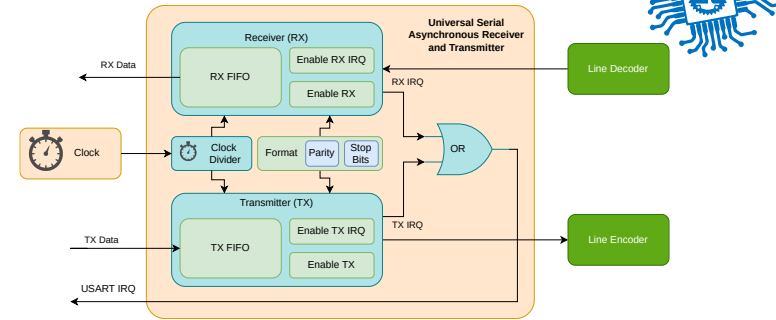 Universal Serial
Asynchronous Receiver
and Transmitter
Receiver (RX)
RX FIFO
Enable RX IRQ
Enable RX
RX Data
RX IRQ
Line Decoder
Clock
Clock
Divider
Format
Parity
Stop
Bits
OR
Transmitter (TX)
TX FIFO
Enable TX IRQ
Enable TX
TX IRQ
TX Data
Line Encoder
USART IRQ